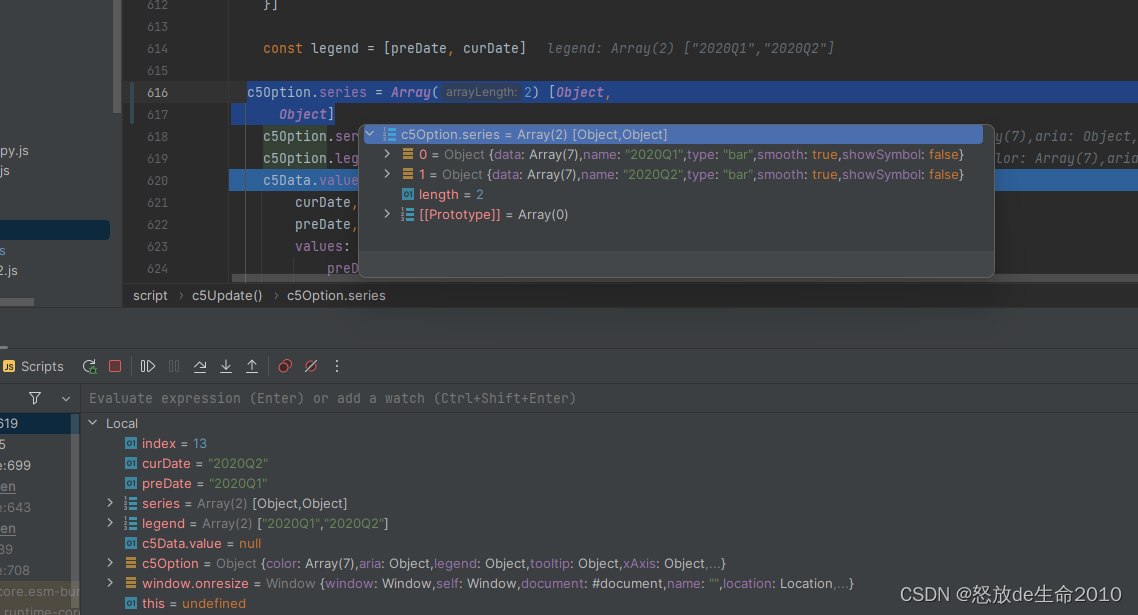 612 }]
613
614 const legend = [preDate, curDate] legend: Array(2) ["2020Q1","2020Q2"]
615
616 c5Option.series = Array( arrayLength: 2) [Object,
617 Object]
618 c5Option.ser
c5Option.series = Array(2) [Object,Object]
y(7),aria: Object,
py.js
619 c5Option.leg
0 = Object {data: Array(7),name: "2020Q1",type: "bar",smooth: true,showSymbol: false}
lor: Array(7),aria
js
620 c5Data.value
1 = Object {data: Array(7),name: "2020Q2",type: "bar",smooth: true,showSymbol: false}
621 curDate,
length = 2
622 preDate,
[[Prototype]] = Array(0)
623 values:
s
624 preD
2.js
script › c5Update() › c5Option.series
JS Scripts
Evaluate expression (Enter) or add a watch (Ctrl+Shift+Enter)
619
Local
5
01 index = 13
e:699
01 curDate = "2020Q2"
en
01 preDate = "2020Q1"
e:643
series = Array(2) [Object,Object]
en
legend = Array(2) ["2020Q1","2020Q2"]
39
01 c5Data.value = null
e:708
c5Option = Object {color: Array(7),aria: Object,legend: Object,tooltip: Object,xAxis: Object,...}
core.esm-bun
window.onresize = Window {window: Window,self: Window,document: #document,name: "",location: Location,...}
runtime-cor
01 this = undefined
CSDN @怒放de生命2010